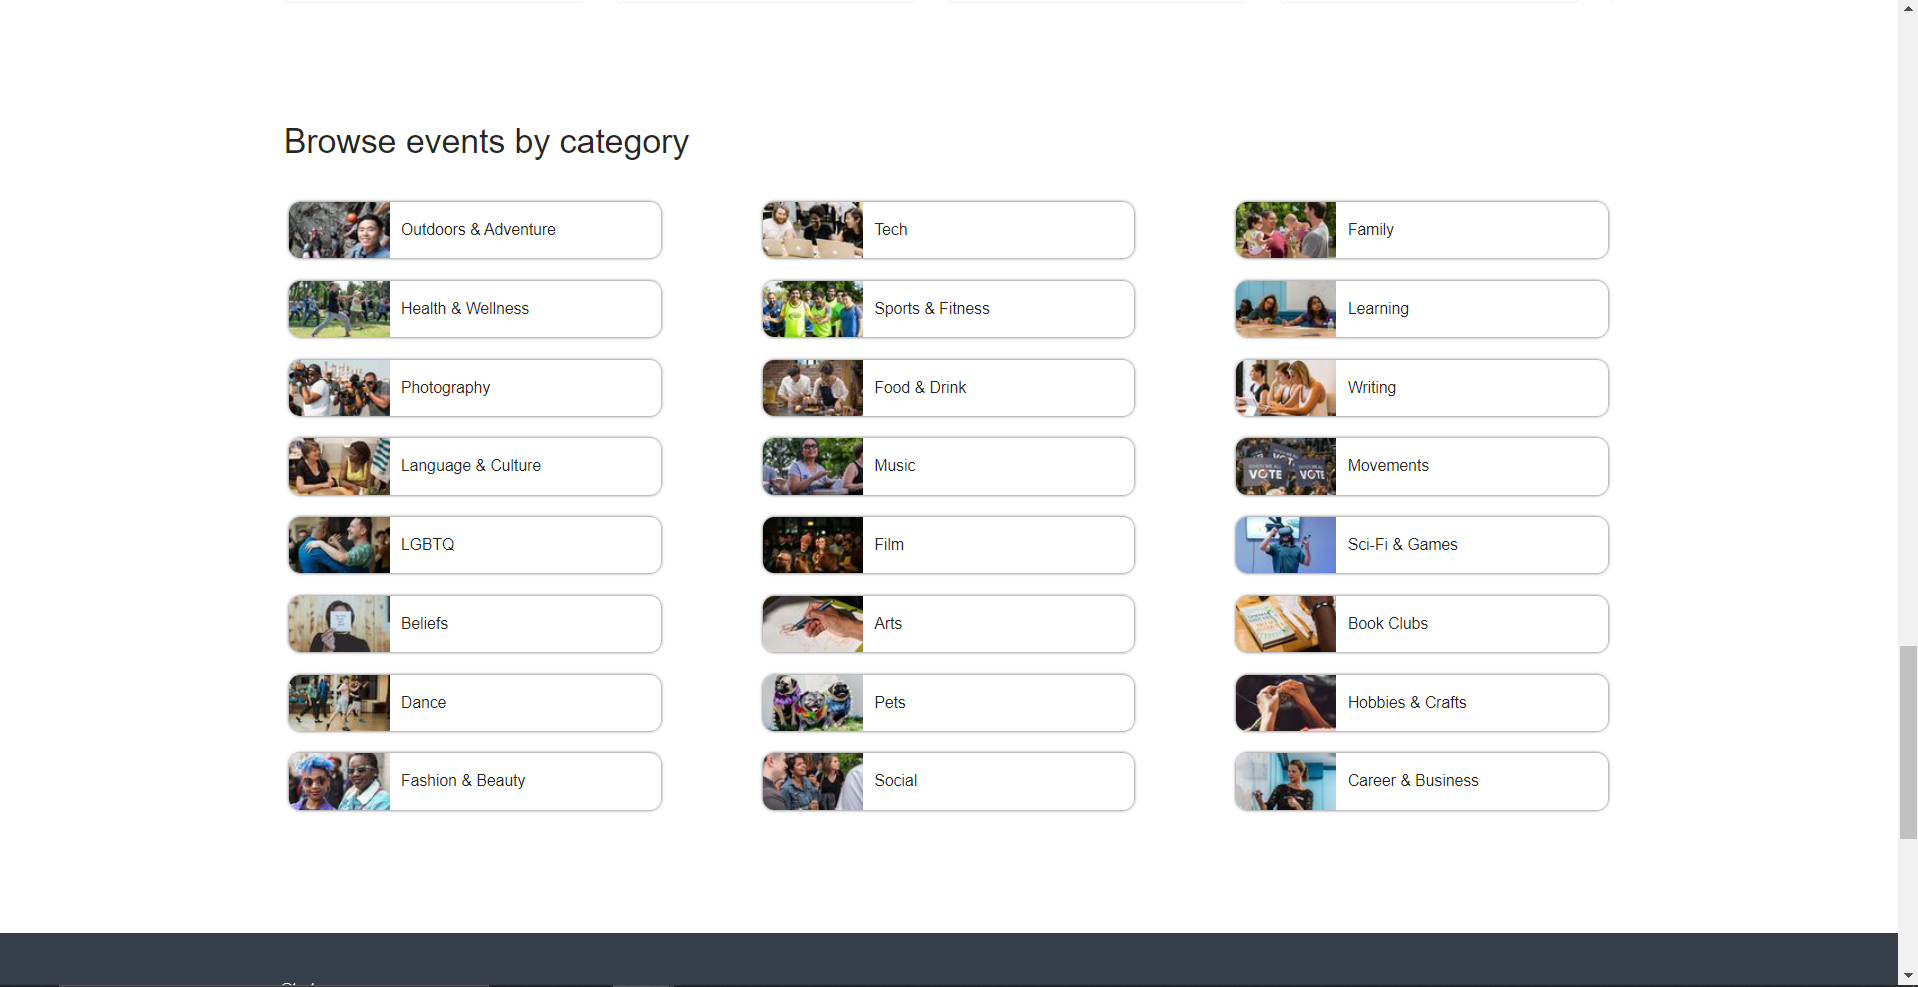 Browse events by category
Outdoors & Adventure
Tech
Family
Health & Wellness
Sports & Fitness
Learning
Photography
Food & Drink
Writing
Language & Culture
Music
Movements
VOTE
VOTE
LGBTQ
Film
Sci-Fi & Games
Beliefs
Arts
Book Clubs
Dance
Pets
Hobbies & Crafts
Fashion & Beauty
Social
Career & Business